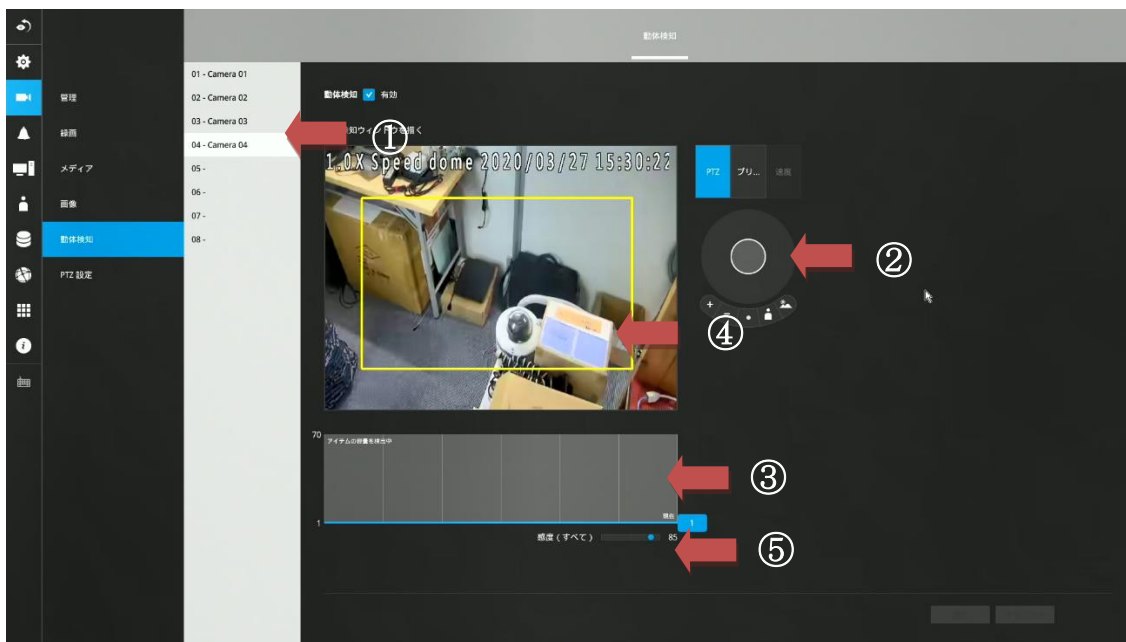 動体検知
01 - Camera 01
02 - Camera 02
03 - Camera 03
04 - Camera 04
05 -
06 -
07 -
08 -
管理
録画
メディア
画像
動体検知
PTZ 設定
動体検知 有効
知ウィンドウを描く
①
1.0X Speed dome 2020/03/27 15:30:22
PTZ プリ... 速度
②
④
70
アイテムの容量を検出中
③
現在
1
1
感度(すべて) 85
⑤